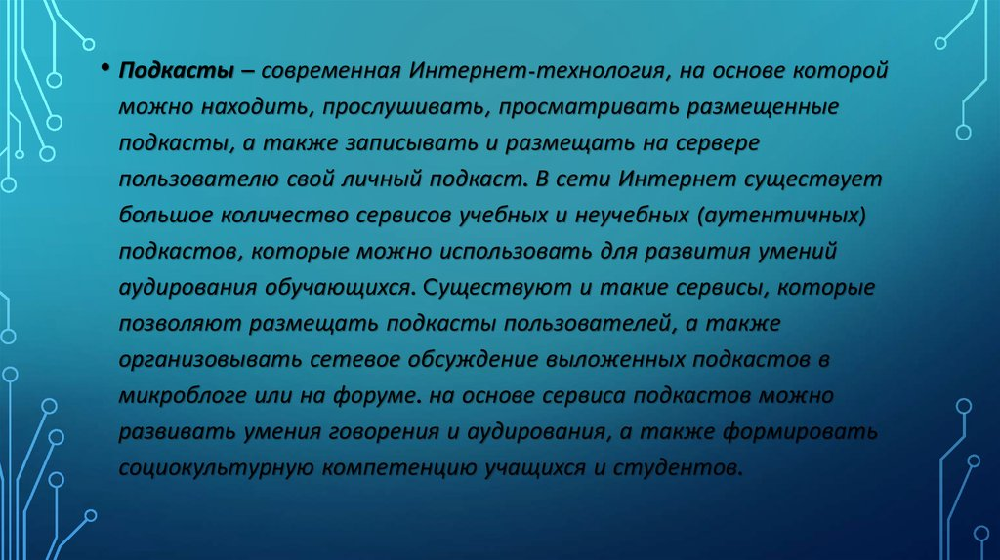 • Подкасты – современная Интернет-технология, на основе которой
можно находить, прослушивать, просматривать размещенные
подкасты, а также записывать и размещать на сервере
пользователю свой личный подкаст. В сети Интернет существует
большое количество сервисов учебных и неучебных (аутентичных)
подкастов, которые можно использовать для развития умений
аудирования обучающихся. Существуют и такие сервисы, которые
позволяют размещать подкасты пользователей, а также
организовывать сетевое обсуждение выложенных подкастов в
микроблоге или на форуме. на основе сервиса подкастов можно
развивать умения говорения и аудирования, а также формировать
социокультурную компетенцию учащихся и студентов.